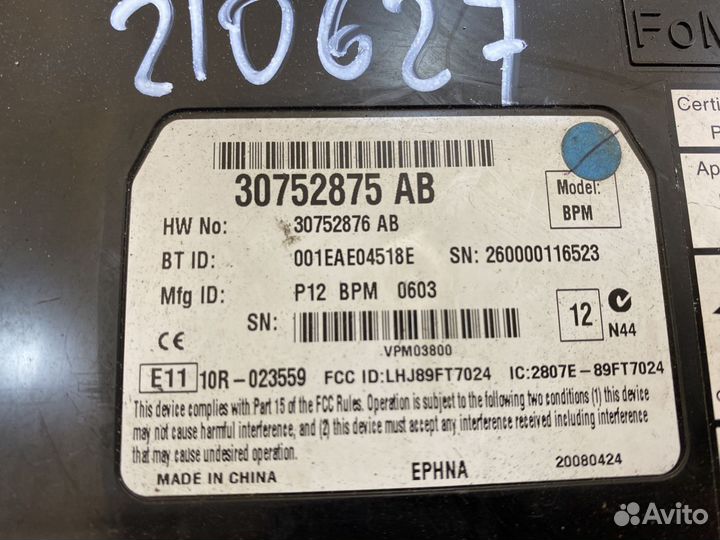 210627
FoM
Certi
P
Ap
30752875 AB
Model:
BPM
HW No: 30752876 AB
BT ID: 001EAE04518E SN: 260000116523
Mfg ID: P12 BPM 0603
SN:
12
N44
VPM03800
CE
E11 10R-023559 FCC ID:LHJ89FT7024 IC:2807E-89FT7024
This device complies with Part 15 of the FCC Rules. Operation is subject to the following two conditions (1) this device
may not cause harmful interference, and (2) this device must accept any interference received including interference
that may cause undesired operation.
MADE IN CHINA EPHNA 20080424
Avito